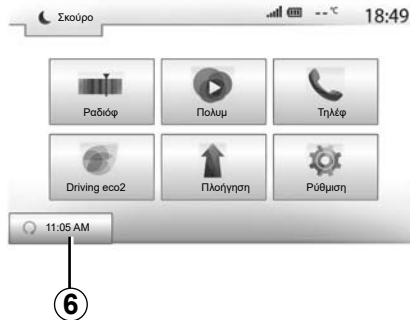 Σκούρο
--°C 18:49
Ραδιόφ Πολυμ Τηλέφ
Driving eco2 Πλοήγηση Ρύθμιση
11:05 AM
6